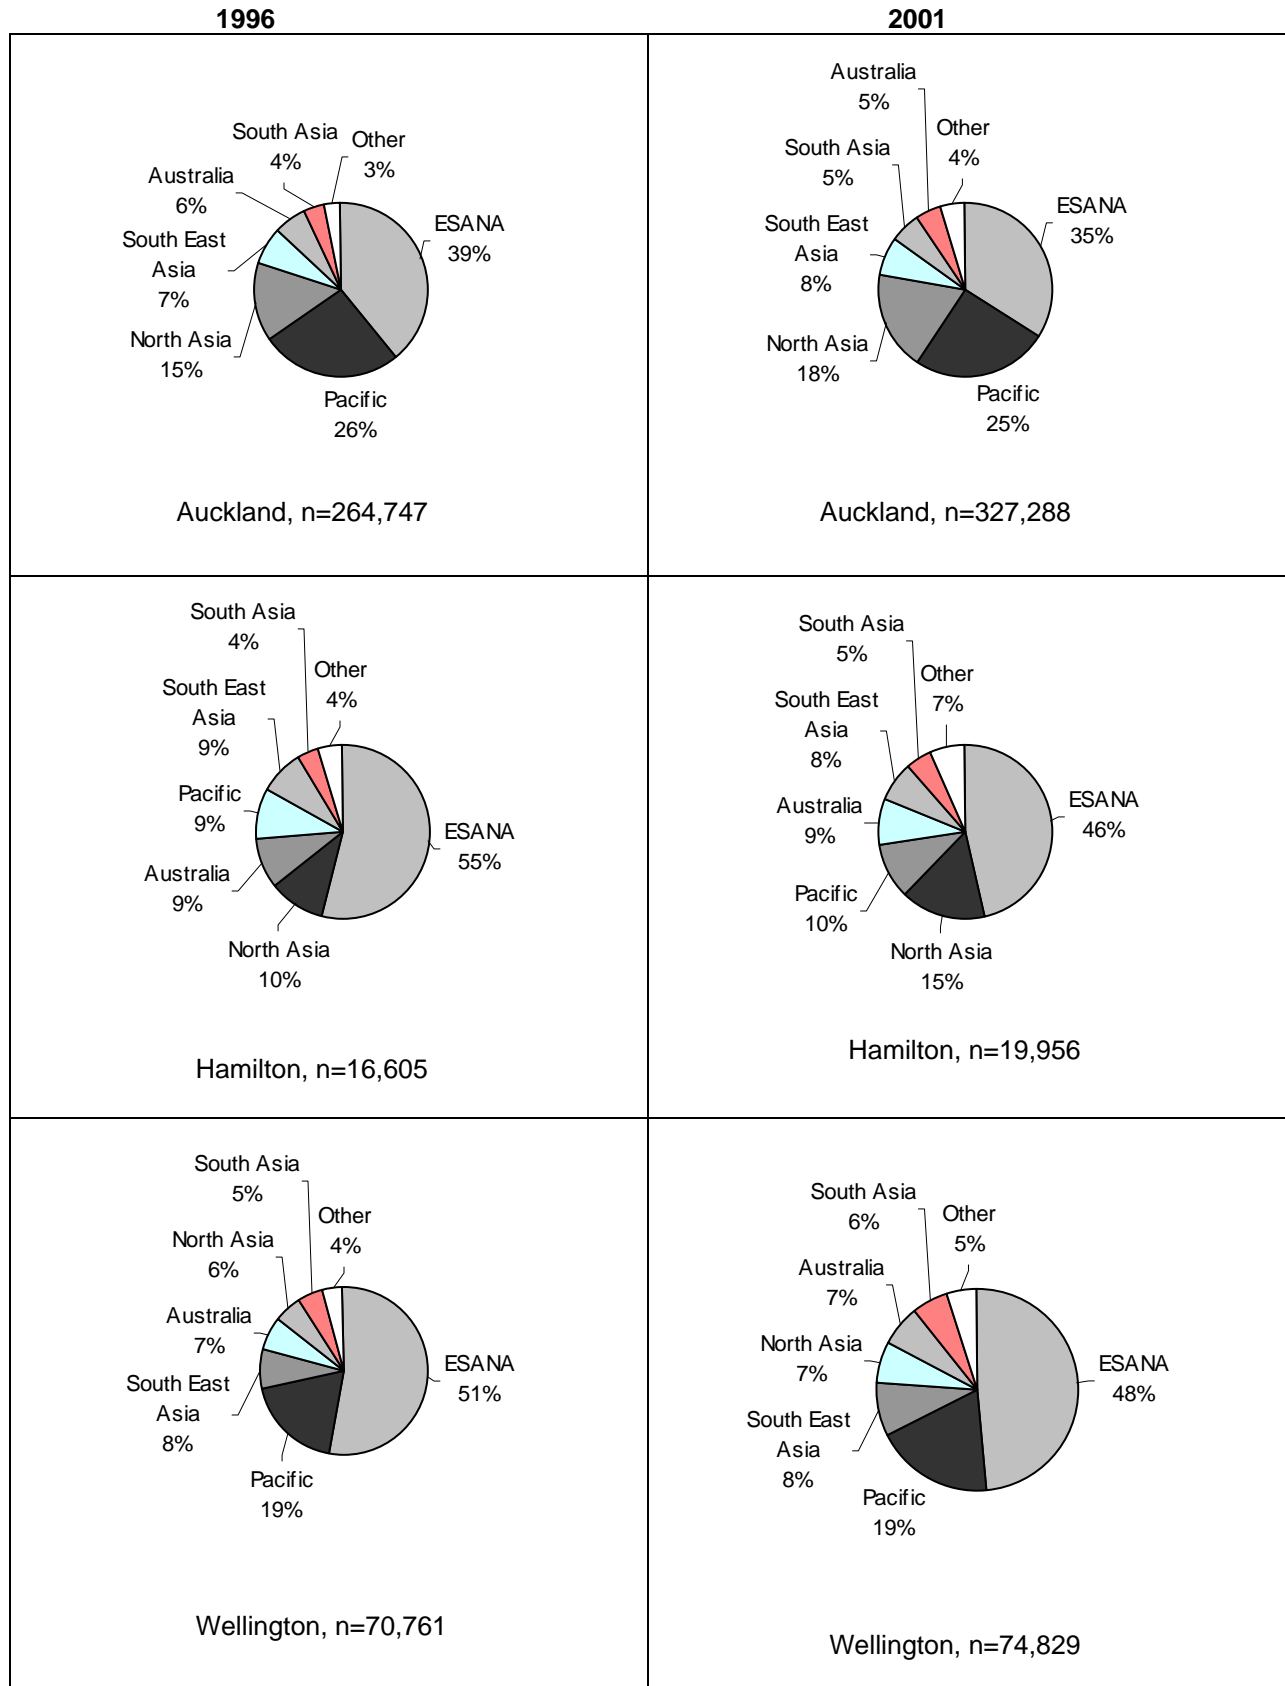 1996
2001
South Asia
4%
Other
3%
Australia
6%
South East
Asia
7%
North Asia
15%
ESANA
39%
Pacific
26%
Auckland, n=264,747
Australia
5%
Other
4%
South Asia
5%
South East
Asia
8%
North Asia
18%
ESANA
35%
Pacific
25%
Auckland, n=327,288
South Asia
4%
Other
4%
South East
Asia
9%
Pacific
9%
Australia
9%
ESANA
55%
North Asia
10%
Hamilton, n=16,605
South Asia
5%
Other
7%
South East
Asia
8%
Australia
9%
Pacific
10%
ESANA
46%
North Asia
15%
Hamilton, n=19,956
South Asia
5%
Other
4%
North Asia
6%
Australia
7%
South East
Asia
8%
ESANA
51%
Pacific
19%
Wellington, n=70,761
South Asia
6%
Other
5%
Australia
7%
North Asia
7%
South East
Asia
8%
ESANA
48%
Pacific
19%
Wellington, n=74,829